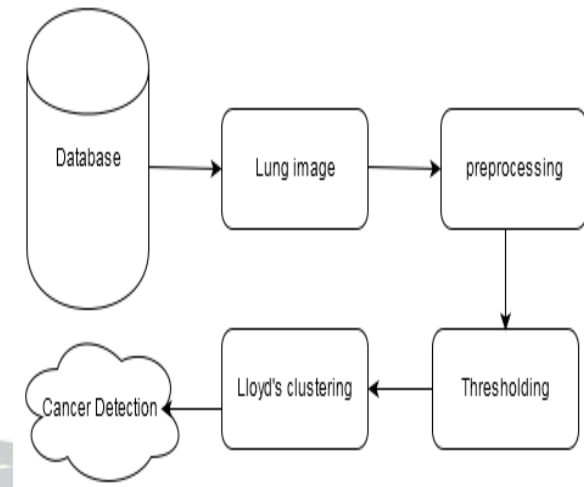 Database
Lung image
preprocessing
Thresholding
Lloyd's clustering
Cancer Detection